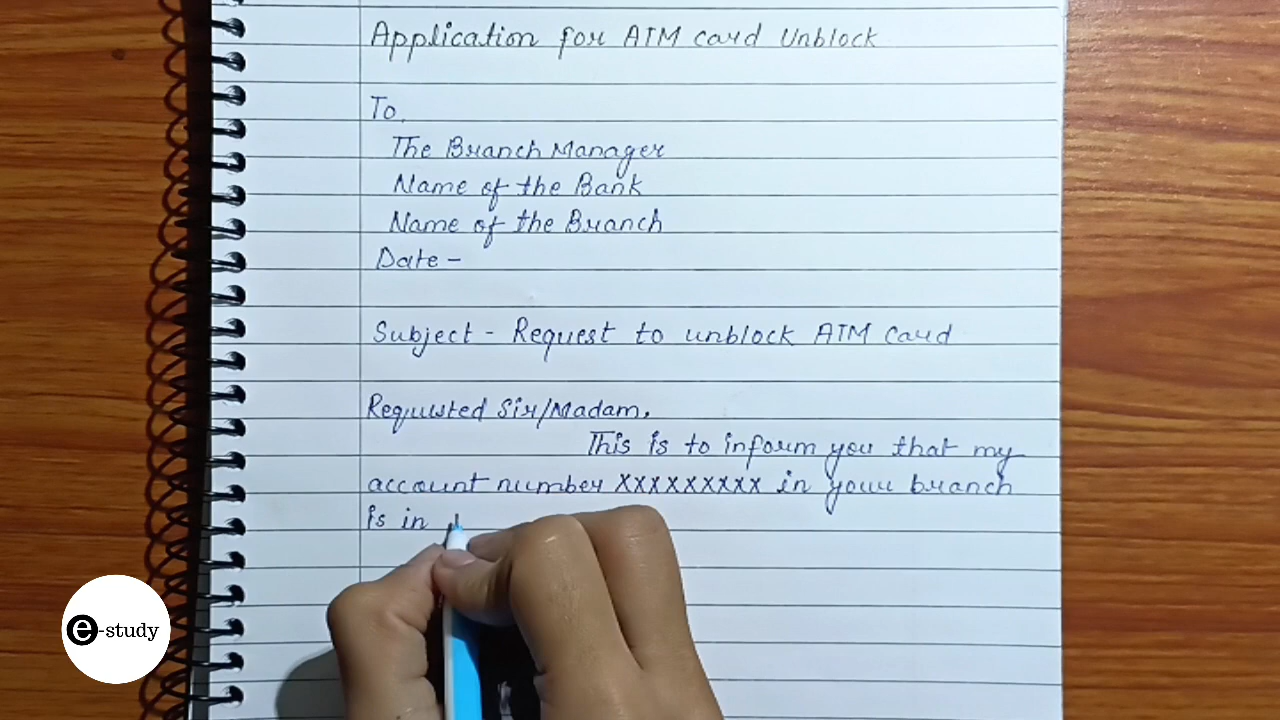 Application for ATM card Unblock
To,
The Branch Manager
Name of the Bank
Name of the Branch
Date -
Subject - Request to unblock ATM Card
Requested Sir/Madam,
This is to inform you that my
account number XXXXXXXXXX in your branch
is in
e-study